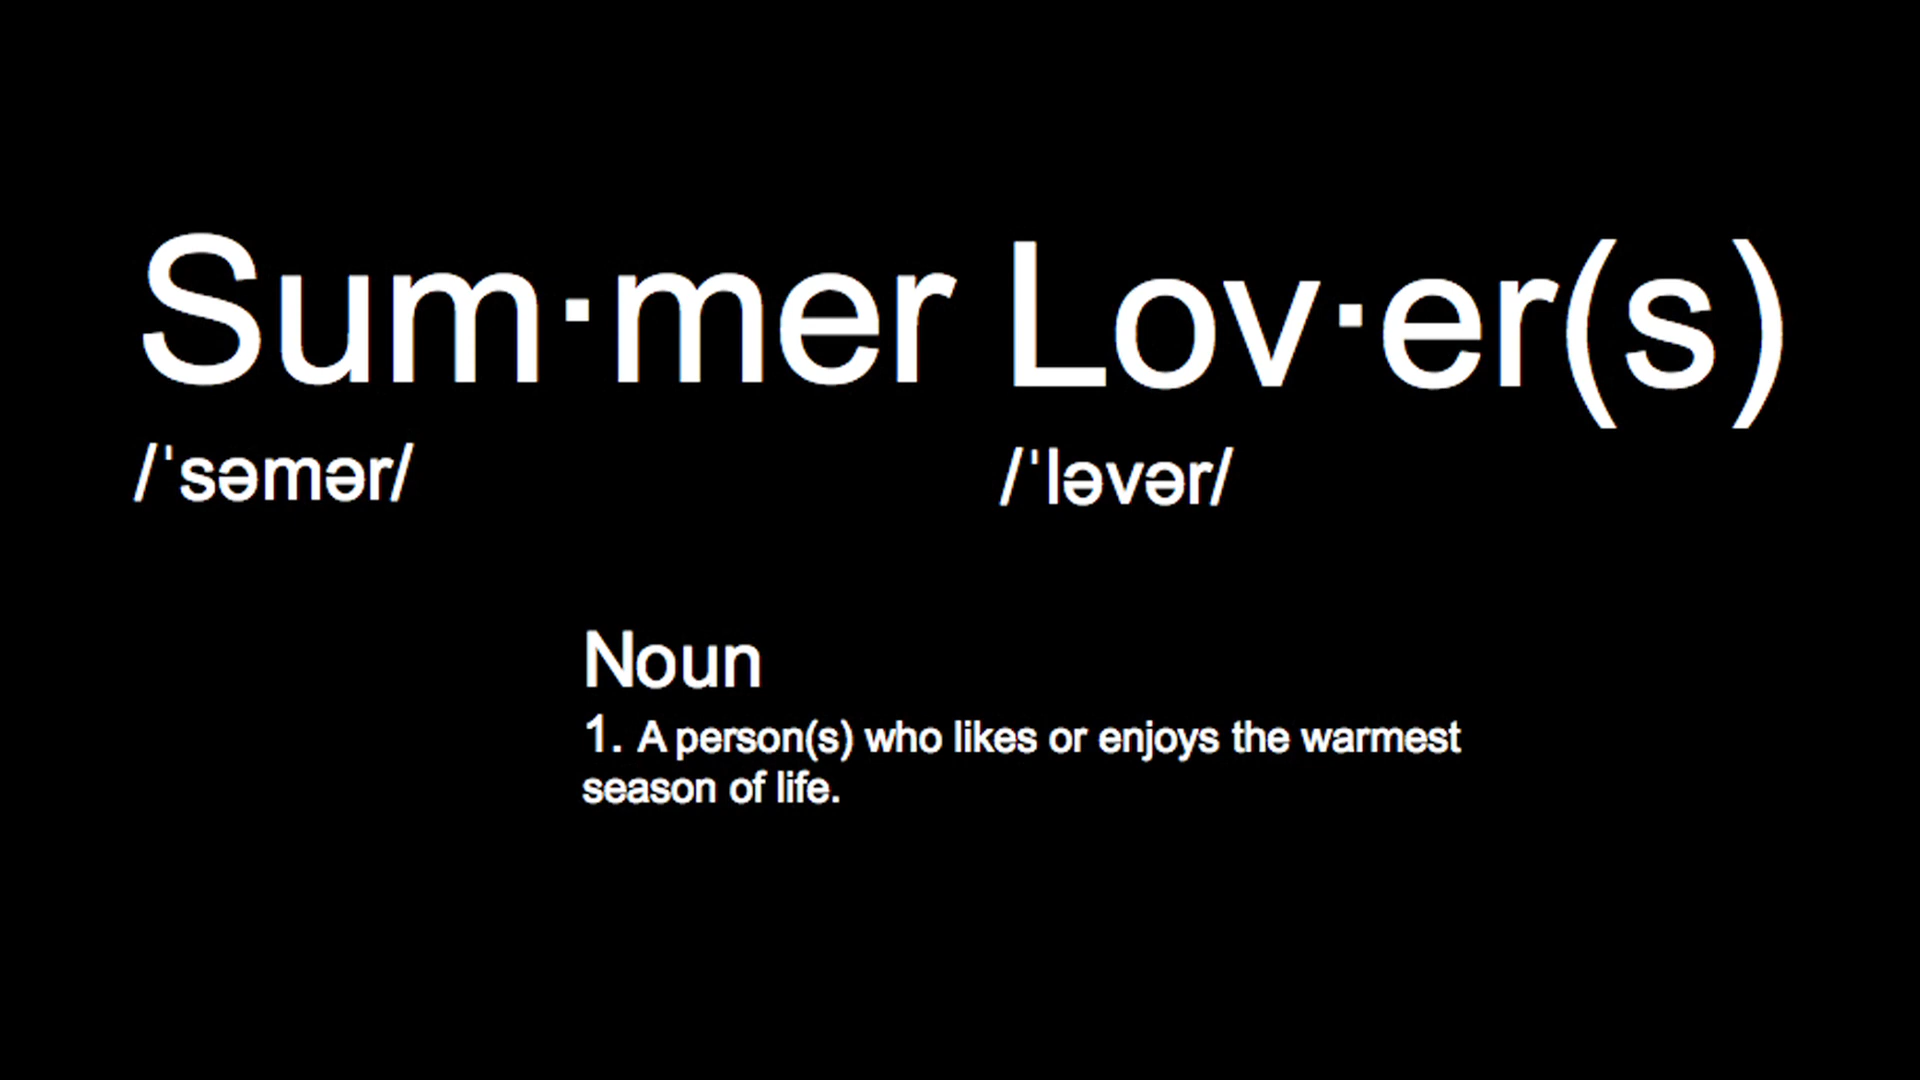 Sum·mer Lov·er(s)
/ˈsəmər/ /ˈləvər/
Noun
1. A person(s) who likes or enjoys the warmest
season of life.